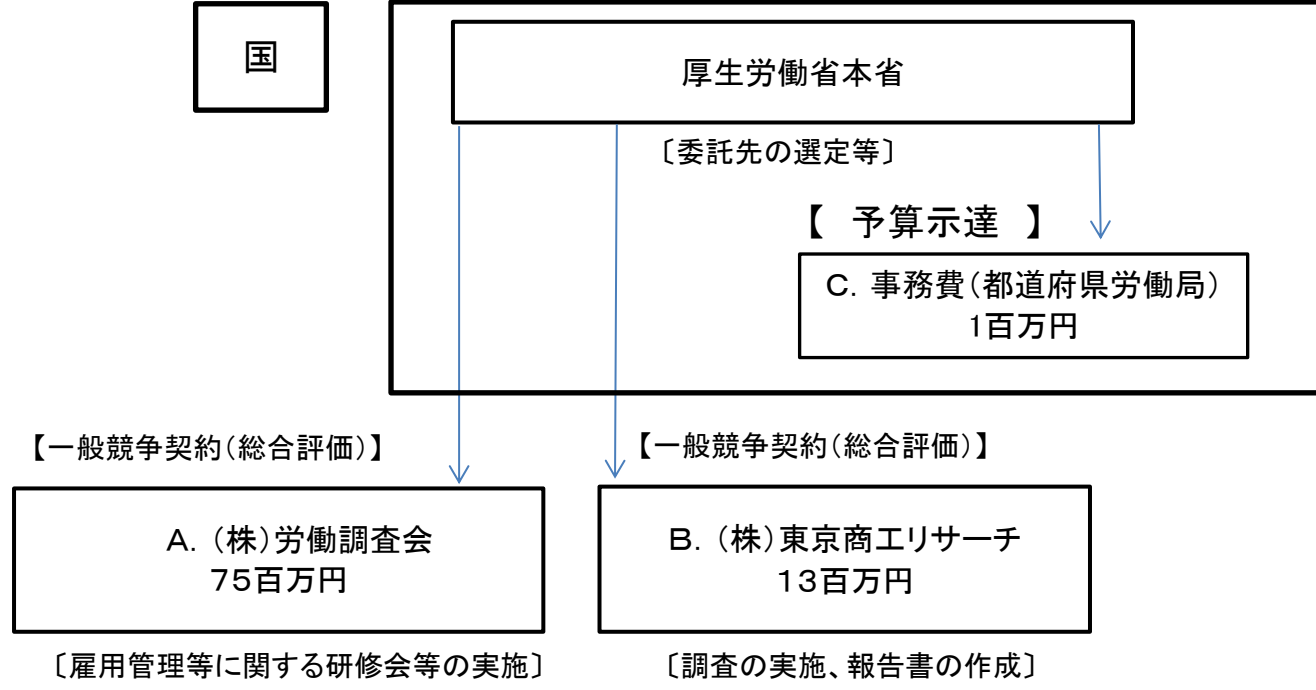 国
厚生労働省本省
〔委託先の選定等〕
【　予算示達　】
C．事務費（都道府県労働局）
1百万円
【一般競争契約（総合評価）】
【一般競争契約（総合評価）】
A．（株）労働調査会
75百万円
B．（株）東京商工リサーチ
13百万円
〔雇用管理等に関する研修会等の実施〕
〔調査の実施、報告書の作成〕